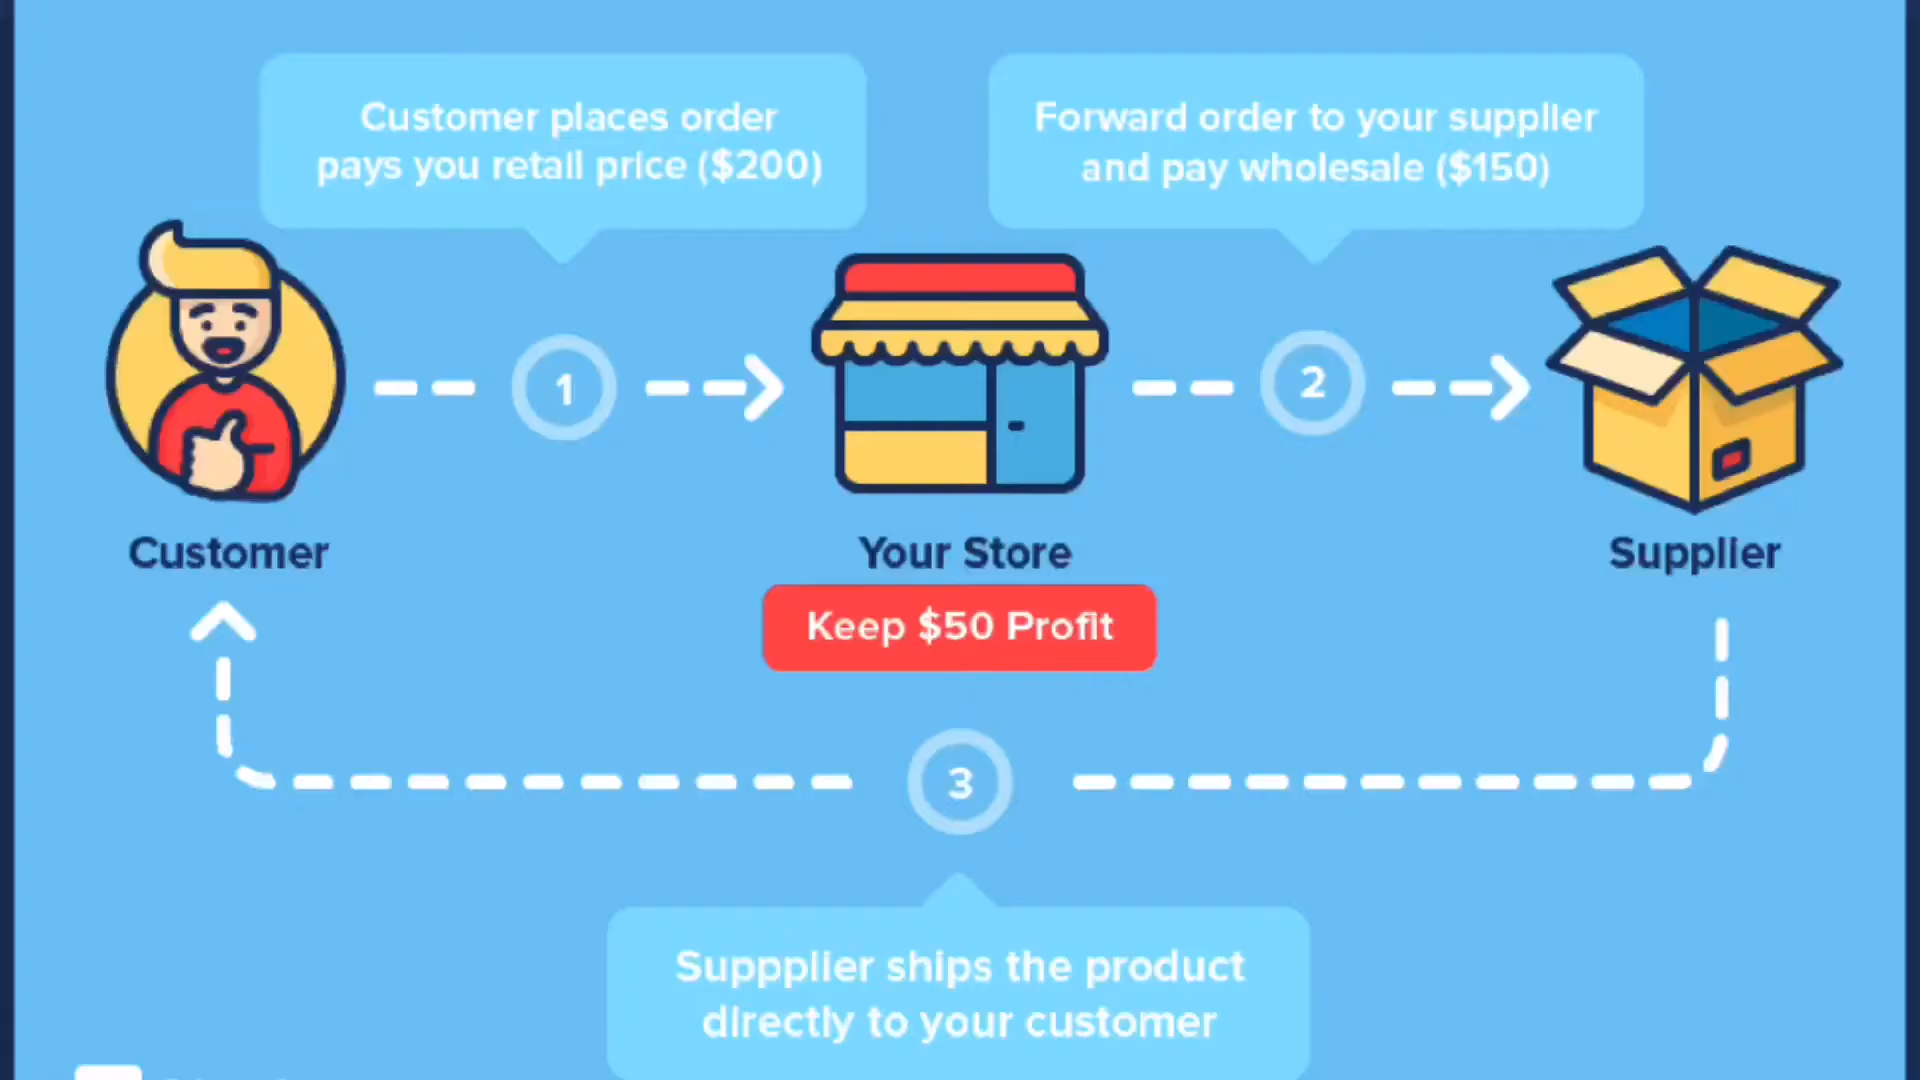 Customer places order
pays you retail price ($200)
Forward order to your supplier
and pay wholesale ($150)
1
2
Customer
Your Store
Supplier
Keep $50 Profit
3
Suppplier ships the product
directly to your customer